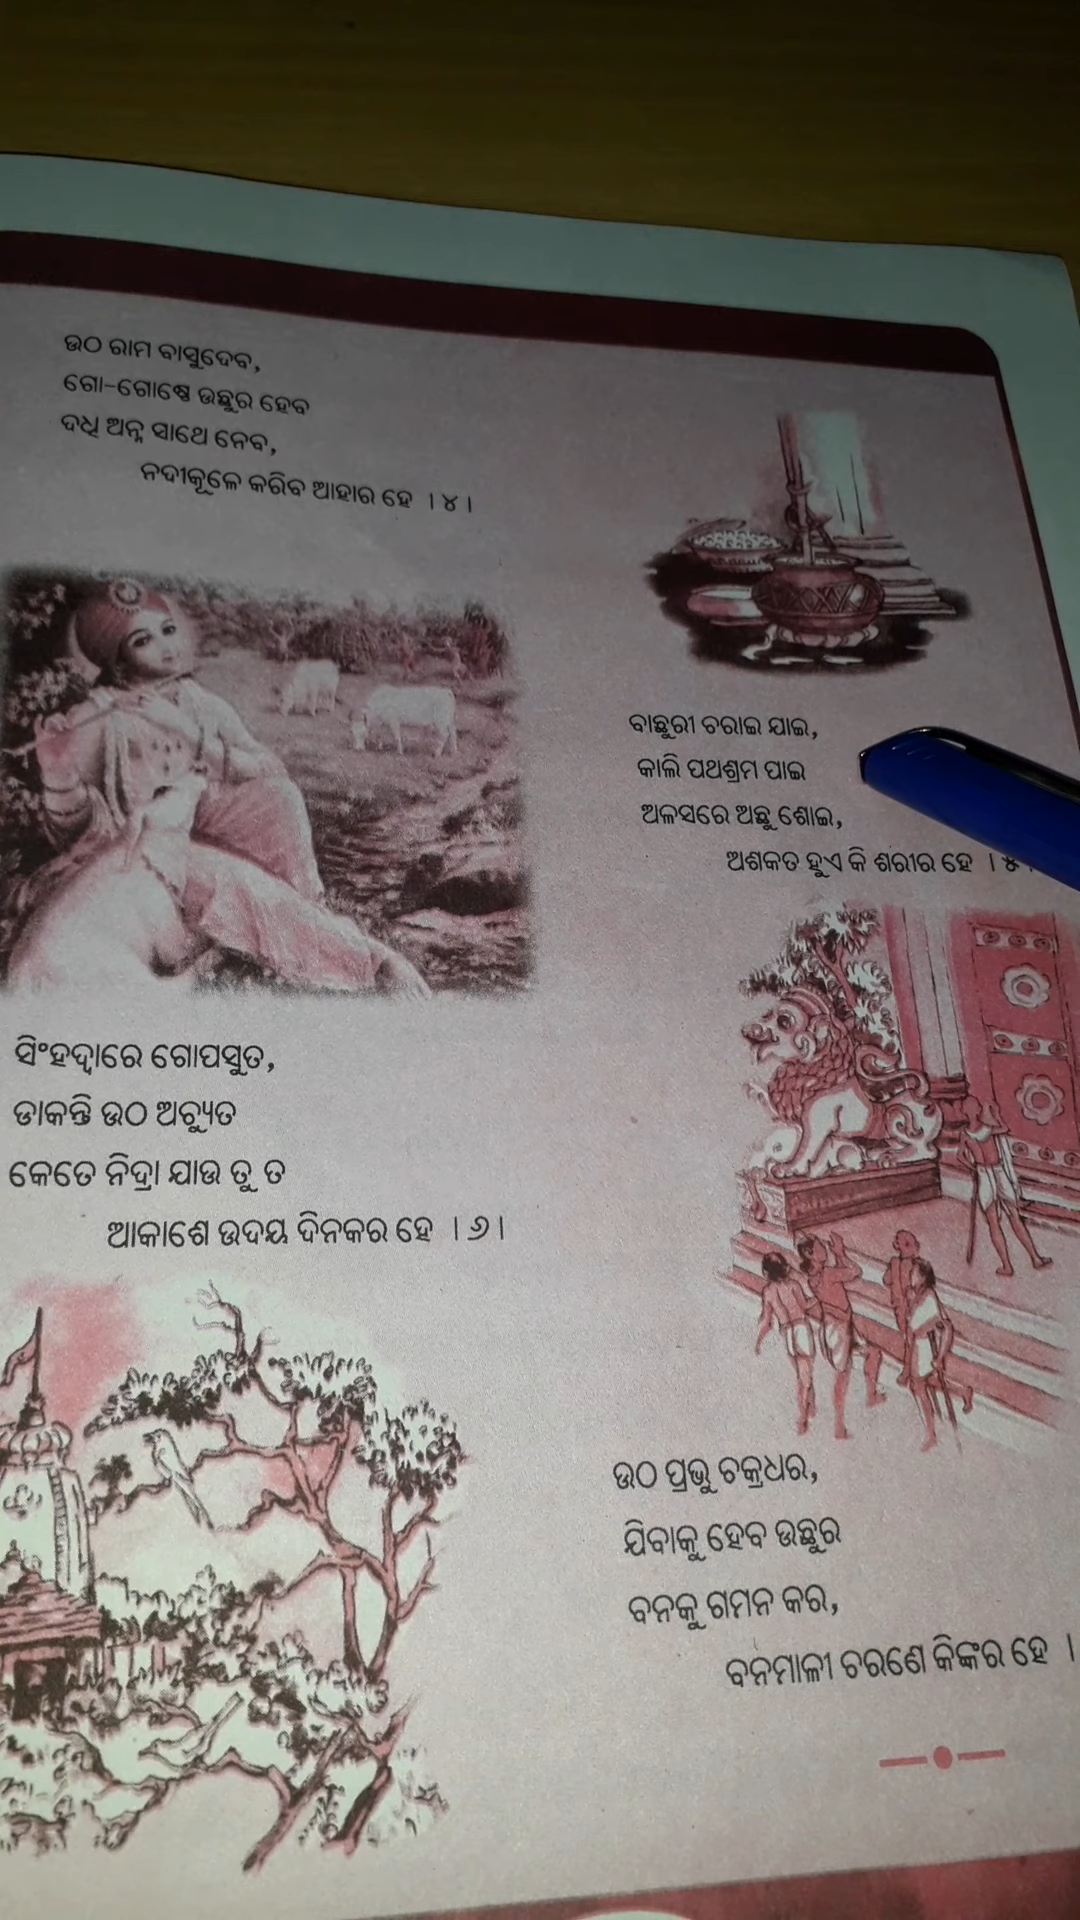 ଉଠ ରାମ ବାସୁଦେବ,
ଗୋ-ଗୋଷ୍ଠେ ଉଛୁର ହେବ
ଦଧି ଅନ୍ନ ସାଥେ ନେବ,
ନଦୀକୂଳେ କରିବ ଆହାର ହେ ।୪।
ବାଛୁରୀ ଚରାଇ ଯାଇ,
କାଲି ପଥଶ୍ରମ ପାଇ
ଅଳସରେ ଅଛୁ ଶୋଇ,
ଅଶକତ ହୁଏ କି ଶରୀର ହେ ।୫।
ସିଂହଦ୍ୱାରେ ଗୋପସୁତ,
ଡାକନ୍ତି ଉଠ ଅଚ୍ୟୁତ
କେତେ ନିଦ୍ରା ଯାଉ ତୁ ତ
ଆକାଶେ ଉଦୟ ଦିନକର ହେ ।୬।
ଉଠ ପ୍ରଭୁ ଚକ୍ରଧର,
ଯିବାକୁ ହେବ ଉଛୁର
ବନକୁ ଗମନ କର,
ବନମାଳୀ ଚରଣେ କିଙ୍କର ହେ ।